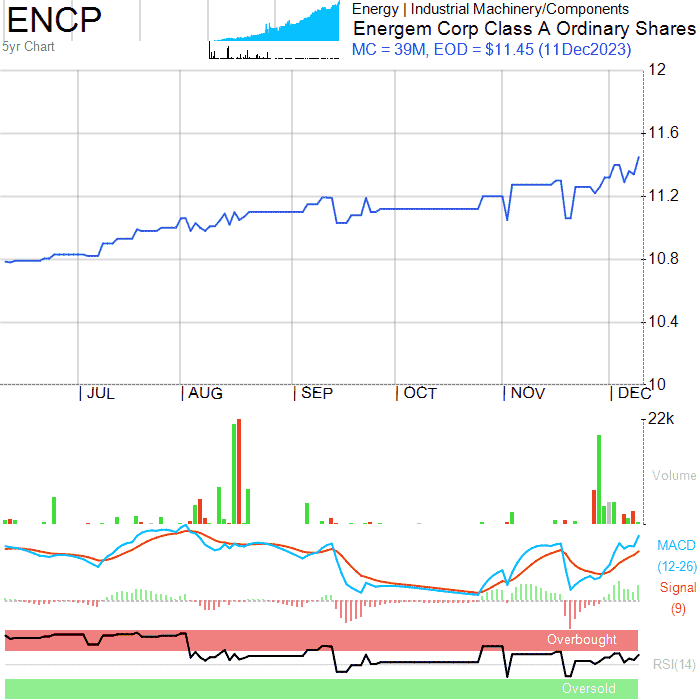 ENCP
5yr Chart
Energy | Industrial Machinery/Components
Energem Corp Class A Ordinary Shares
MC = 39M, EOD = $11.45 (11Dec2023)
12
11.6
11.2
10.8
10.4
10
| JUL | AUG | SEP | OCT | NOV | DEC
22k
Volume
MACD
(12-26)
Signal
(9)
Overbought
RSI(14)
Oversold